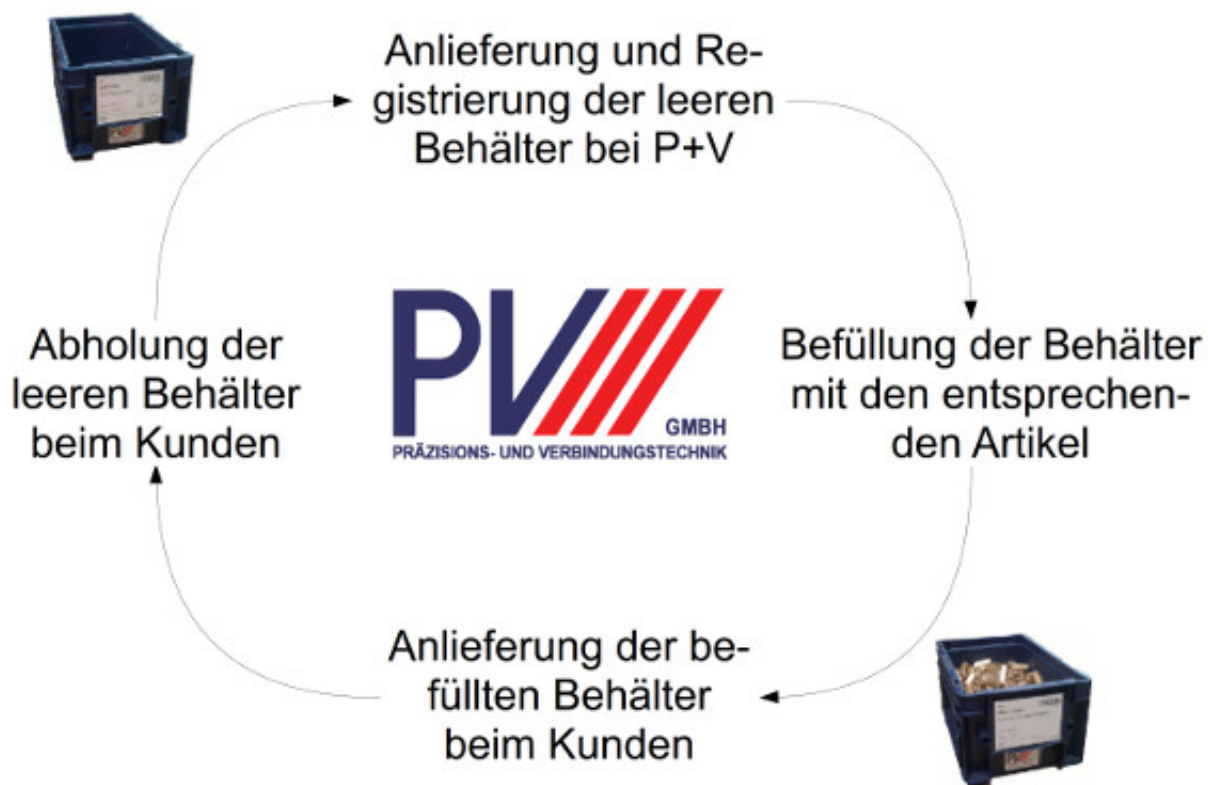 Anlieferung und Re-
gistrierung der leeren
Behälter bei P+V
Abholung der
leeren Behälter
beim Kunden
PV
GMBH
PRÄZISIONS- UND VERBINDUNGSTECHNIK
Befüllung der Behälter
mit den entsprechen-
den Artikel
Anlieferung der be-
füllten Behälter
beim Kunden